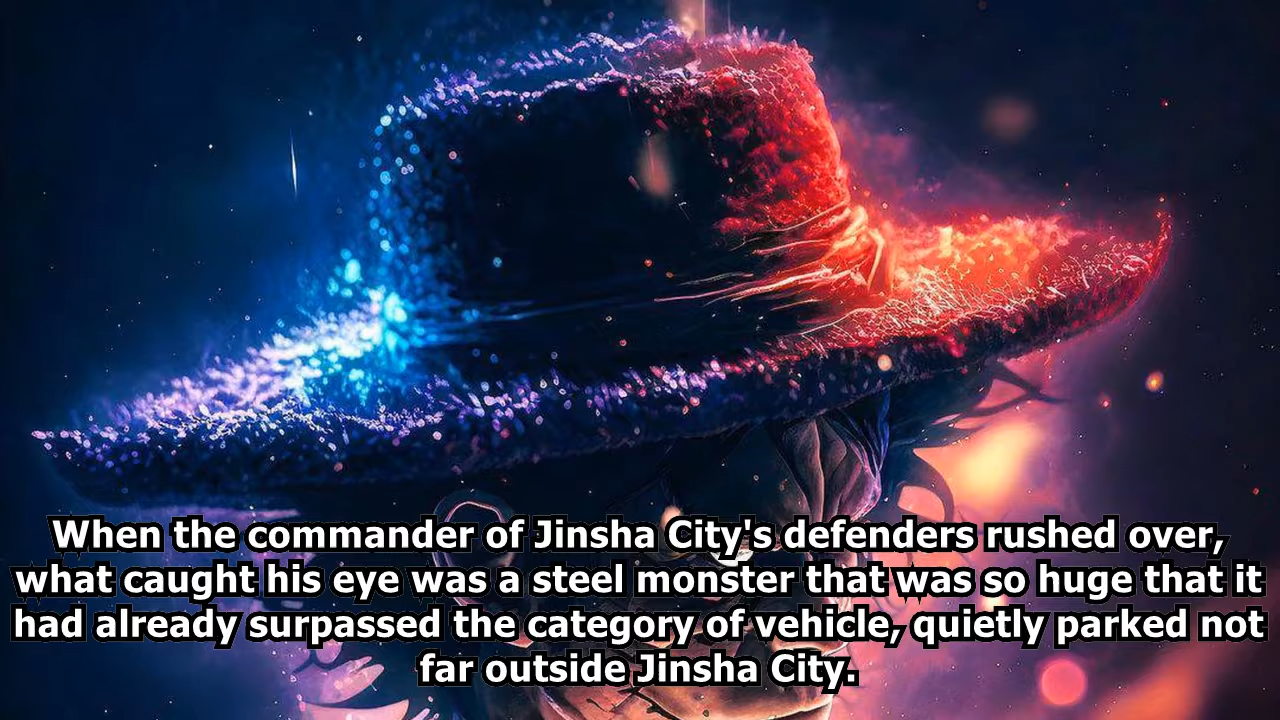 When the commander of Jinsha City's defenders rushed over,
what caught his eye was a steel monster that was so huge that it
had already surpassed the category of vehicle, quietly parked not
far outside Jinsha City.